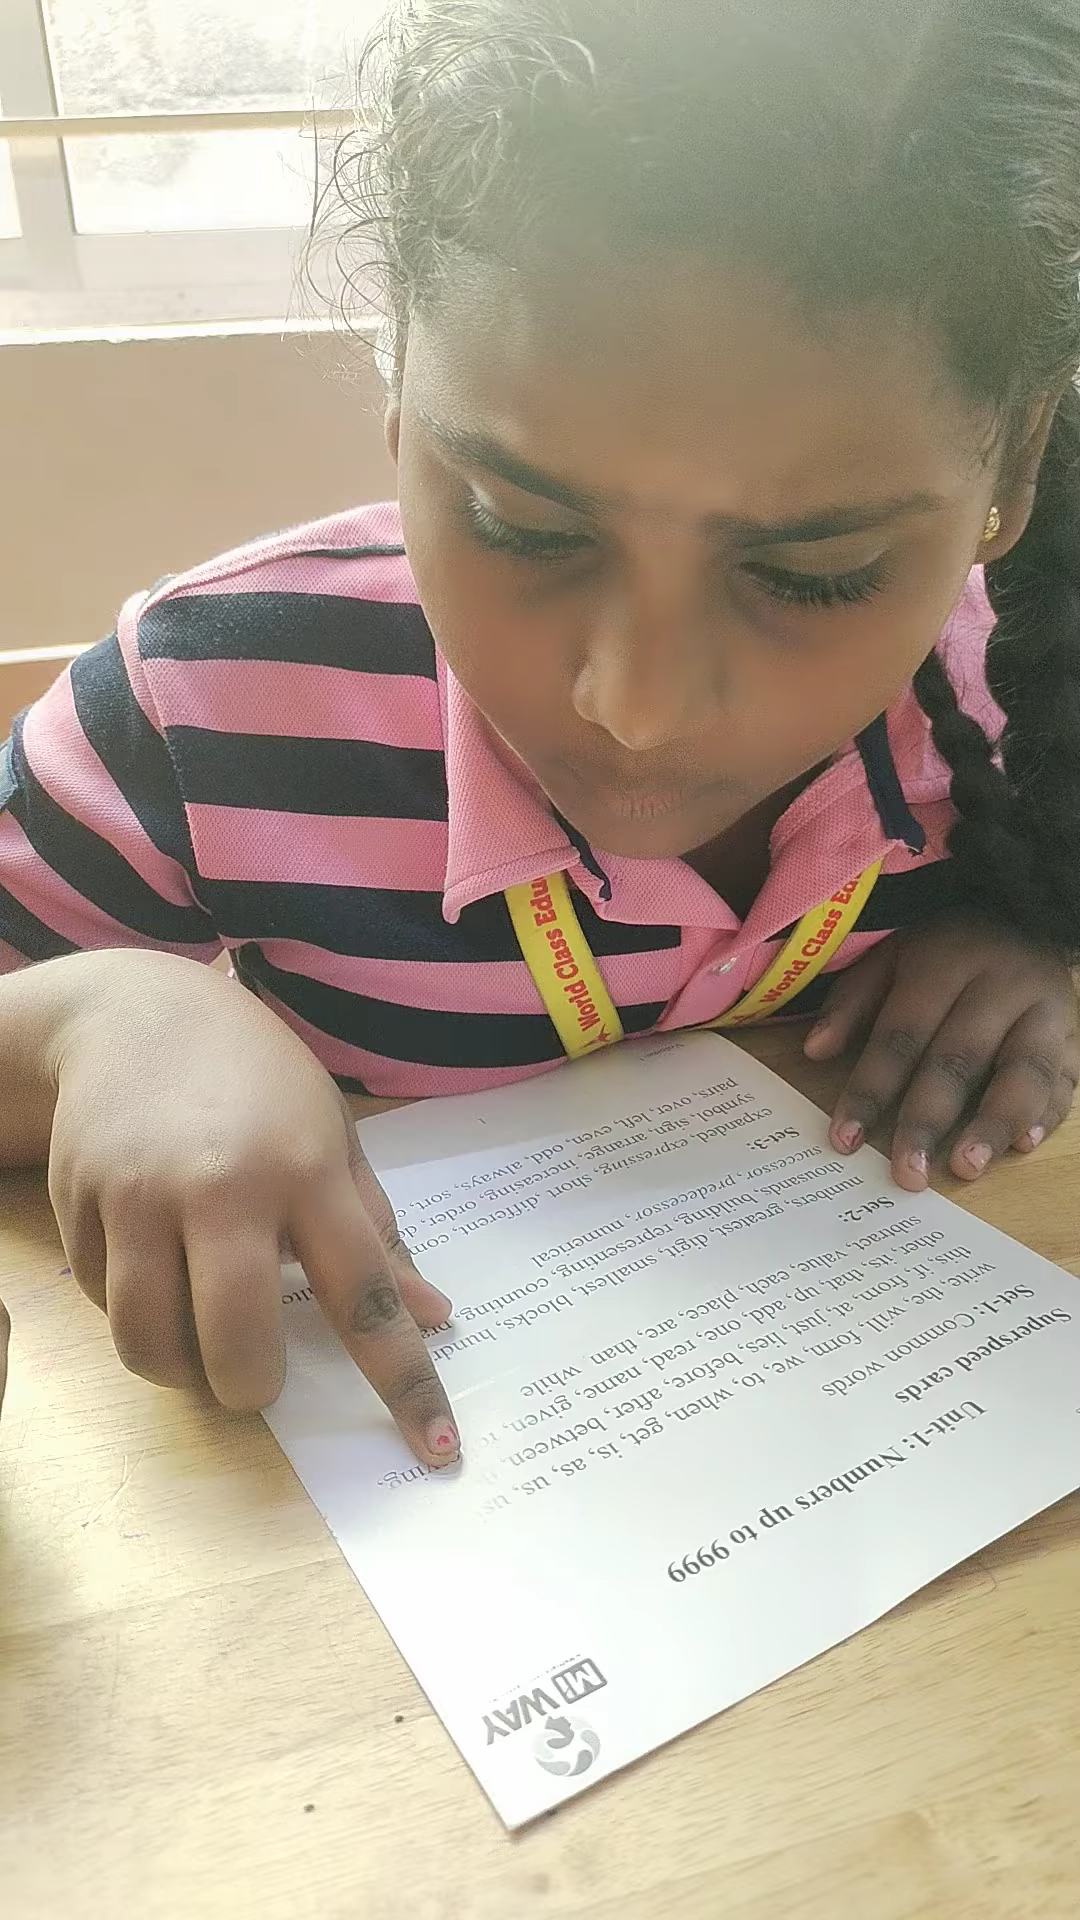 World Class Edu
World Class Edu
Mi WAY
Unit-1: Numbers up to 9999
Superspeed cards
Set-1: Common words
write, the, will, form, we, to, when, get, is, as, us,
this, if, from, at, just, lies, before, after, between,
other, its, that, up, add, one, read, name, given,
subtract, value, each, place, are, than, while
Set-2:
numbers, greatest, digit, smallest, blocks,
thousands, building, representing, counting,
successor, predecessor, numerical
Set-3:
expanded, expressing, short, different,
symbol, sign, arrange, increasing, order,
pairs, over, left, even, odd, always, sort,
1
Volume 1